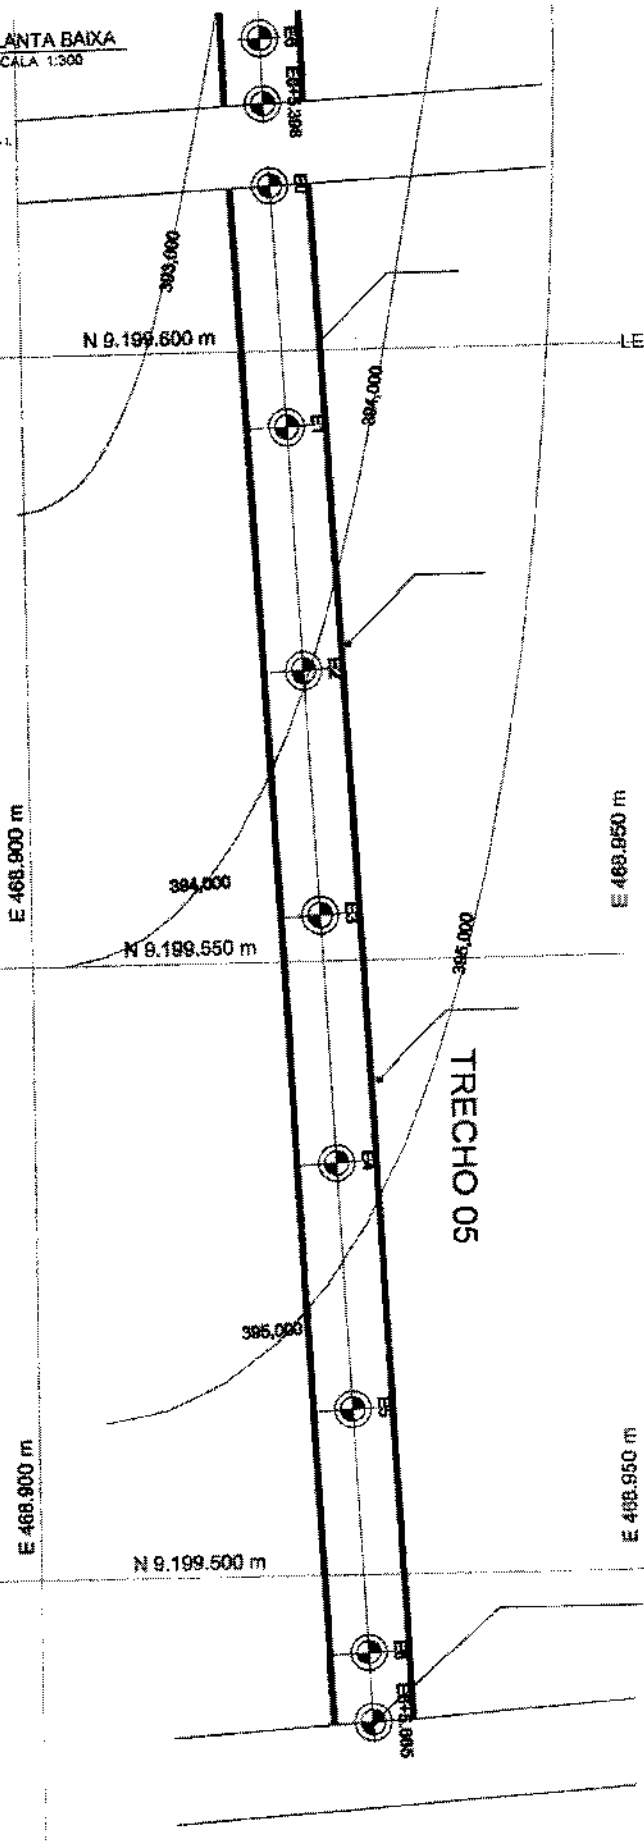 LANTA BAIXA
CALA 1:300
E6
E0
393,000
N 9.199.600 m
LE
394,000
E1
E2
E 468.900 m
E 468.950 m
394,000
E3
N 9.199.550 m
395,000
TRECHO 05
E4
395,000
E5
E 468.900 m
E 468.950 m
N 9.199.500 m
E6